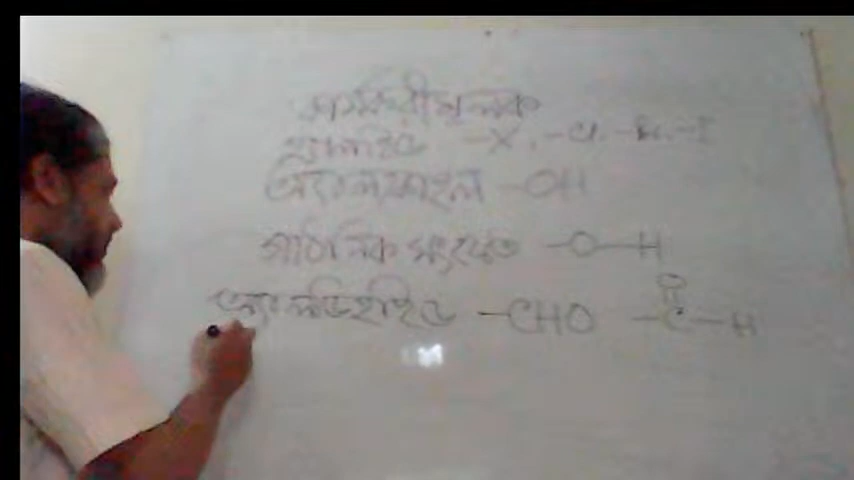 কার্যকরীমূলক
হ্যালাইড -X, -Cl, -Br, -I
অ্যালকোহল -OH
গাঠনিক সংকেত -O-H
অ্যালডিহাইড -CHO -C-H
O